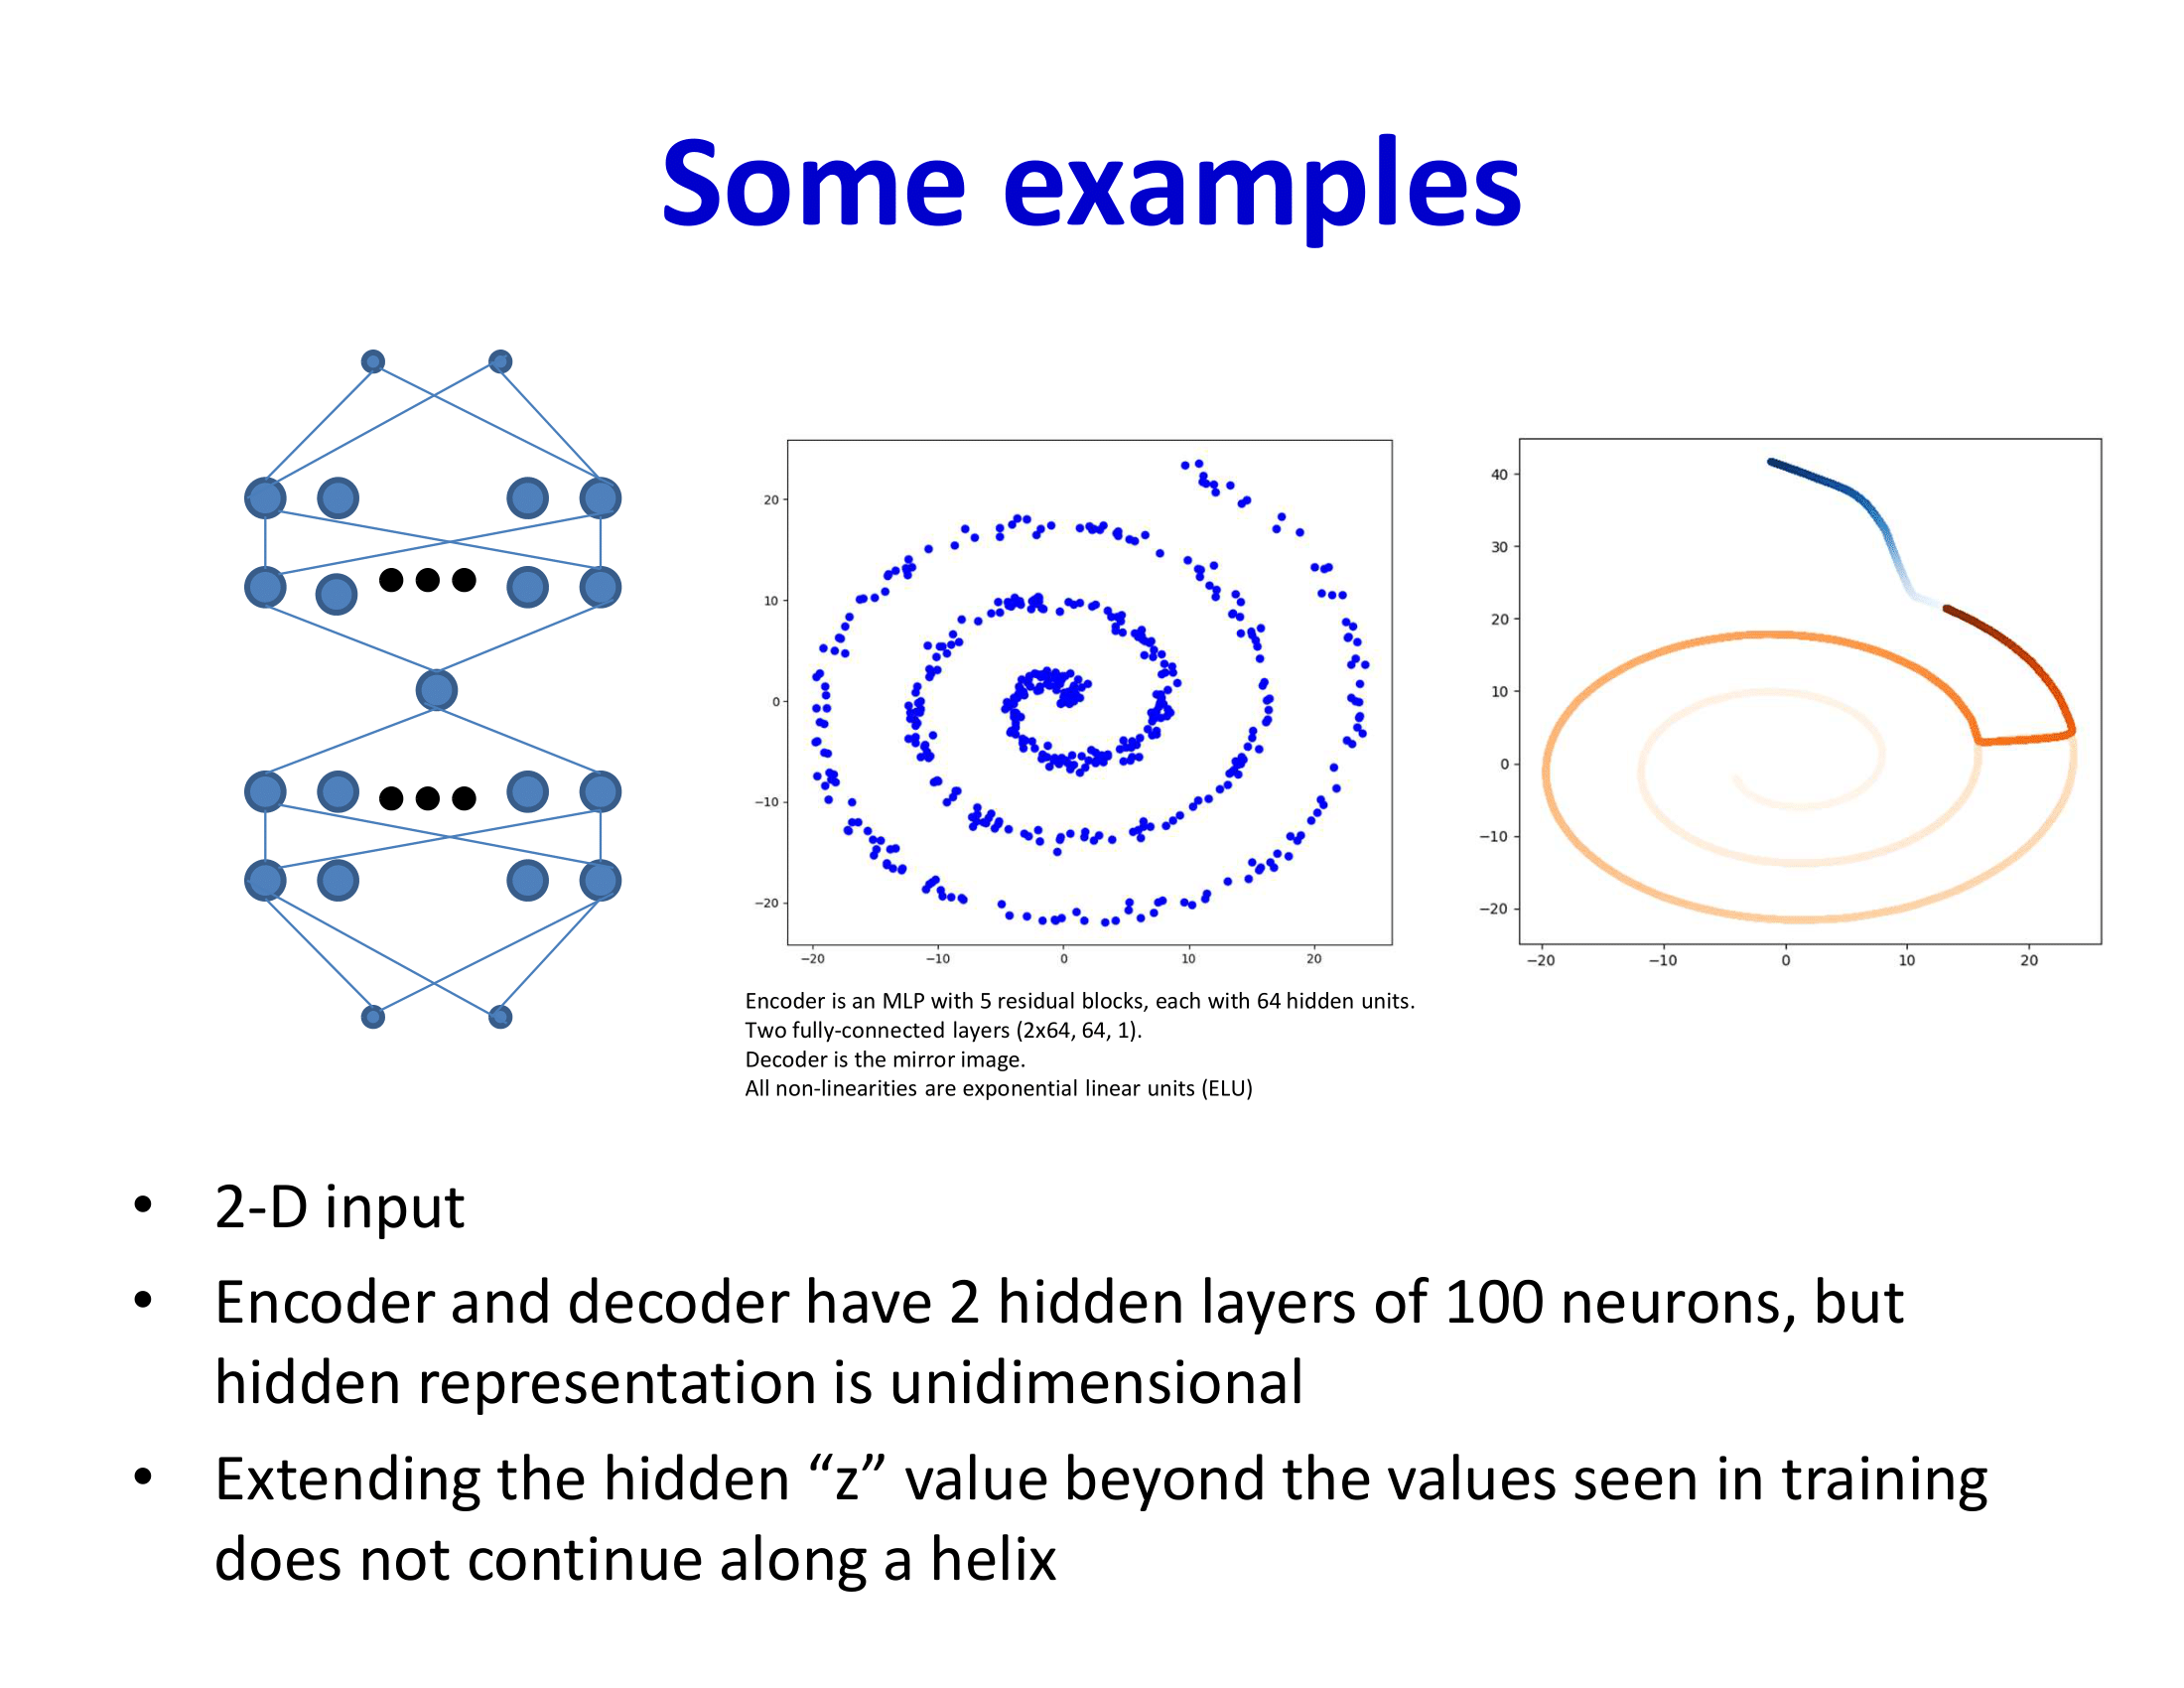 Some examples
20
10
0
−10
−20
−20
−10
0
10
20
40
30
20
10
0
−10
−20
−20
−10
0
10
20
Encoder is an MLP with 5 residual blocks, each with 64 hidden units.
Two fully-connected layers (2x64, 64, 1).
Decoder is the mirror image.
All non-linearities are exponential linear units (ELU)
• 2-D input
• Encoder and decoder have 2 hidden layers of 100 neurons, but
hidden representation is unidimensional
• Extending the hidden “z” value beyond the values seen in training
does not continue along a helix